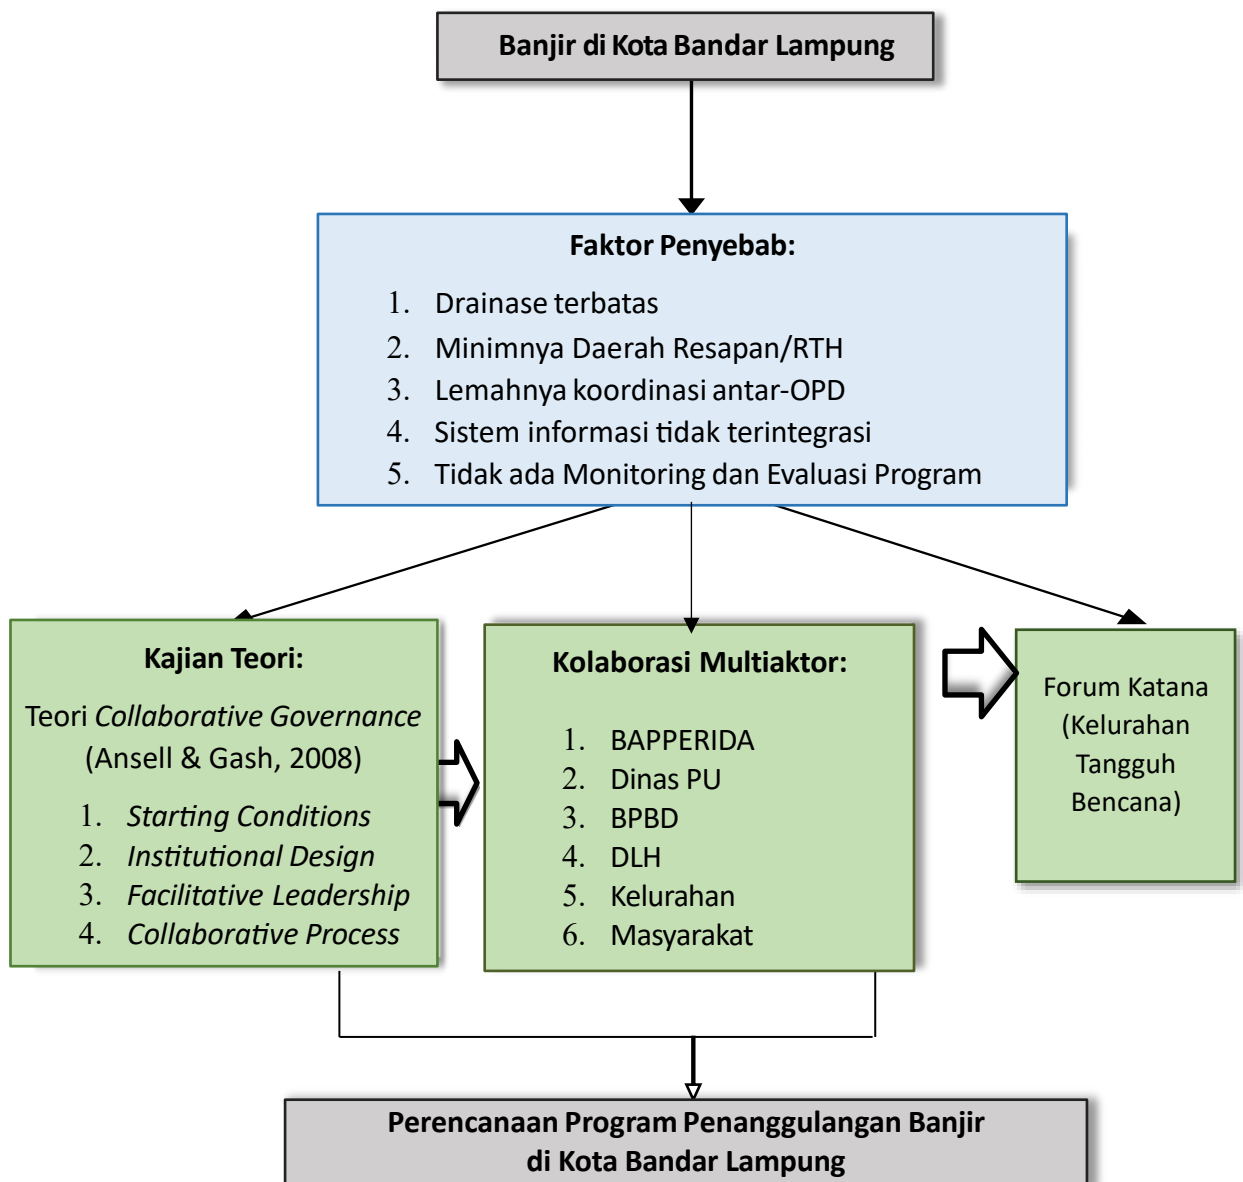 Banjir di Kota Bandar Lampung
Faktor Penyebab:
1. Drainase terbatas
2. Minimnya Daerah Resapan/RTH
3. Lemahnya koordinasi antar-OPD
4. Sistem informasi tidak terintegrasi
5. Tidak ada Monitoring dan Evaluasi Program
Kajian Teori:
Teori Collaborative Governance
(Ansell & Gash, 2008)
1. Starting Conditions
2. Institutional Design
3. Facilitative Leadership
4. Collaborative Process
Kolaborasi Multiaktor:
1. BAPPERIDA
2. Dinas PU
3. BPBD
4. DLH
5. Kelurahan
6. Masyarakat
Forum Katana
(Kelurahan
Tangguh
Bencana)
Perencanaan Program Penanggulangan Banjir
di Kota Bandar Lampung